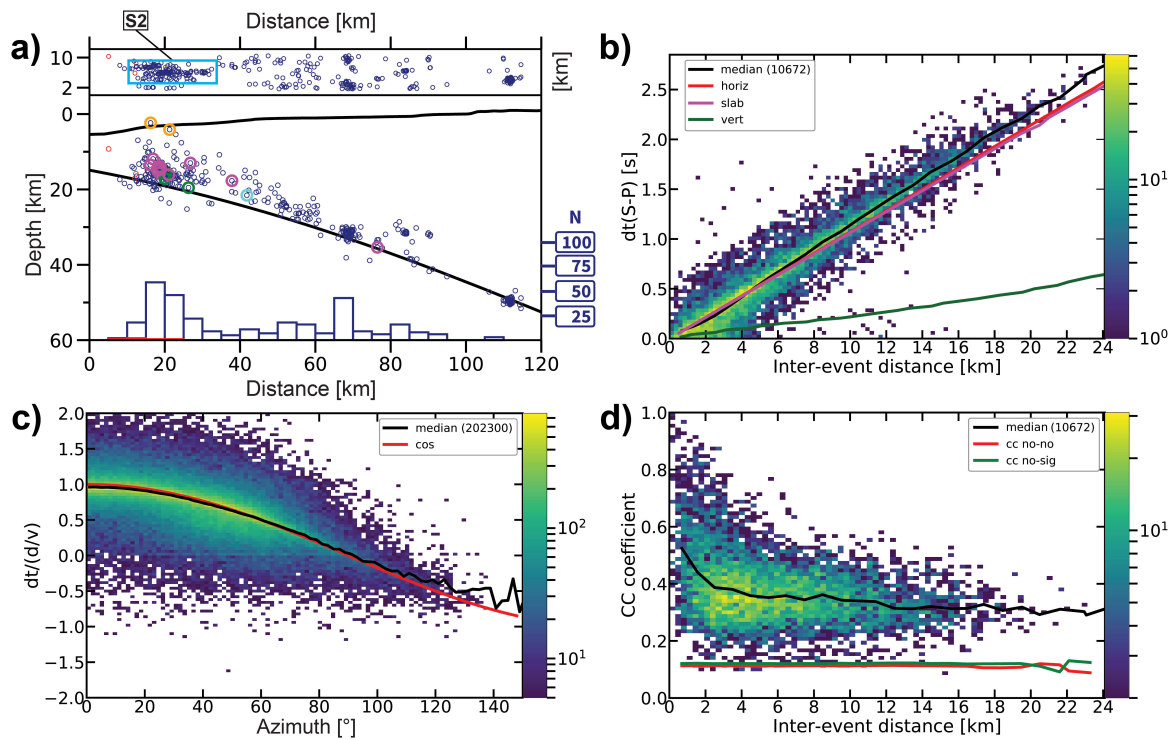 S2
Distance [km]
a)
10
2
[km]
0
20
40
60
Depth [km]
N
100
75
50
25
0 20 40 60 80 100 120
Distance [km]
b)
median (10672)
horiz
slab
vert
2.5
2.0
1.5
1.0
0.5
0.0
dt(S-P) [s]
0 2 4 6 8 10 12 14 16 18 20 22 24
Inter-event distance [km]
10¹
10⁰
c)
median (202300)
cos
2.0
1.5
1.0
0.5
0.0
−0.5
−1.0
−1.5
−2.0
dt/(d/v)
0 20 40 60 80 100 120 140
Azimuth [°]
10²
10¹
d)
median (10672)
cc no-no
cc no-sig
1.0
0.8
0.6
0.4
0.2
0.0
CC coefficient
0 2 4 6 8 10 12 14 16 18 20 22 24
Inter-event distance [km]
10¹